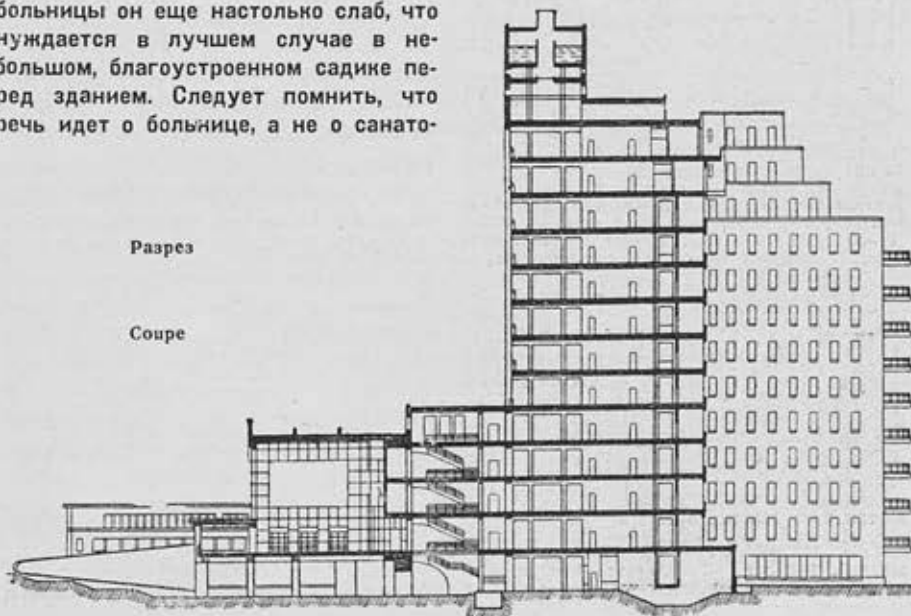 больницы он еще настолько слаб, что
нуждается в лучшем случае в не-
большом, благоустроенном садике пе-
ред зданием. Следует помнить, что
речь идет о больнице, а не о санато-
Разрез
Coupe